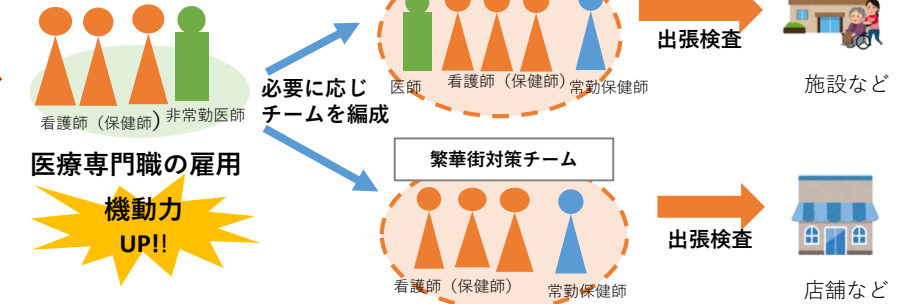 看護師（保健師）
非常勤医師
医療専門職の雇用
機動力
UP!!
必要に応じ
チームを編成
医師
看護師（保健師）
常勤保健師
出張検査
施設など
繁華街対策チーム
看護師（保健師）
常勤保健師
出張検査
店舗など